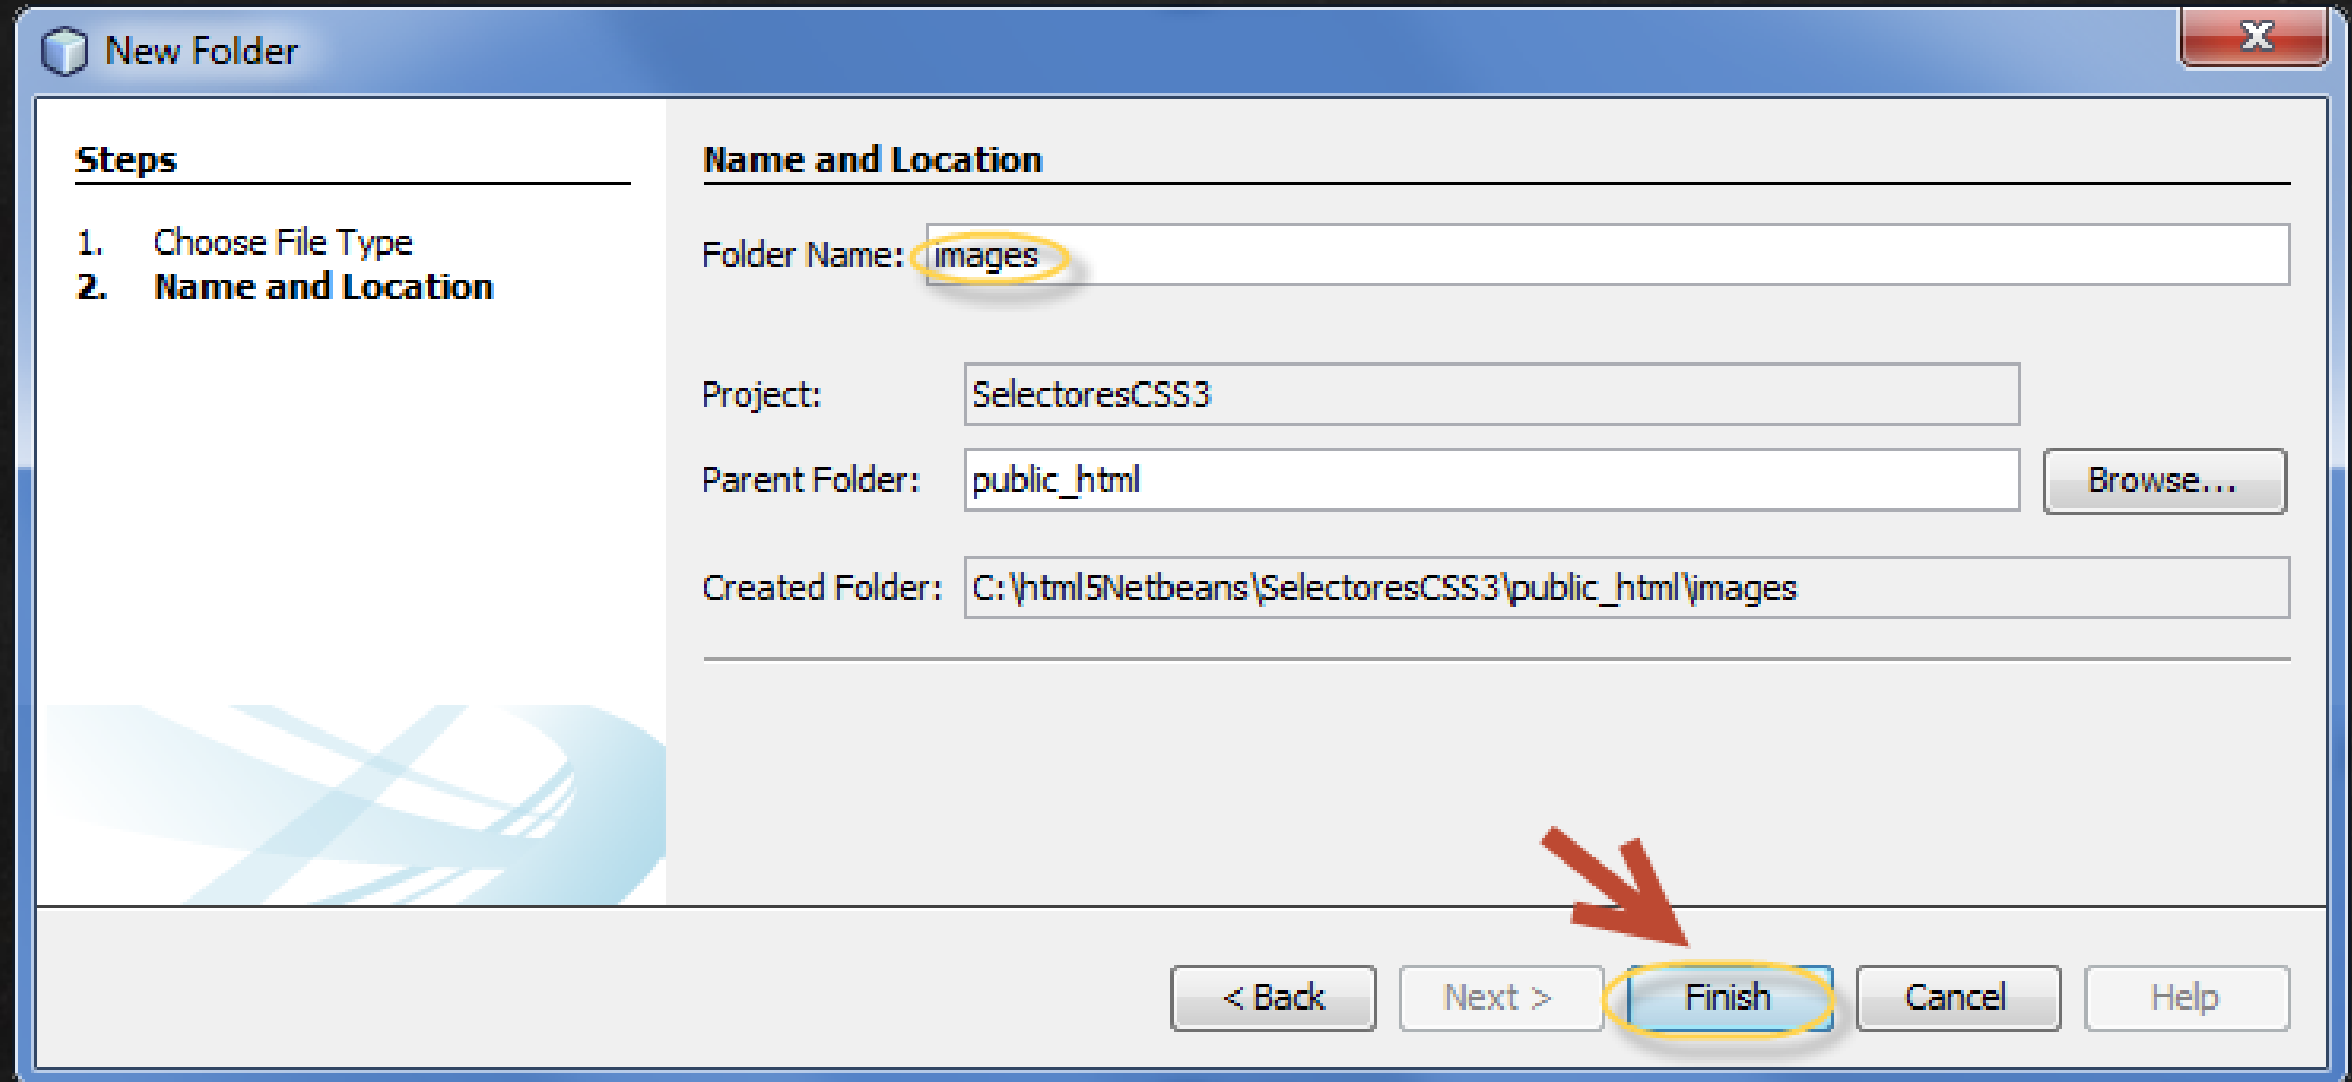 New Folder
Steps
1. Choose File Type
2. Name and Location
Name and Location
Folder Name: images
Project: SelectoresCSS3
Parent Folder: public_html Browse...
Created Folder: C:\html5Netbeans\SelectoresCSS3\public_html\images
< Back Next > Finish Cancel Help